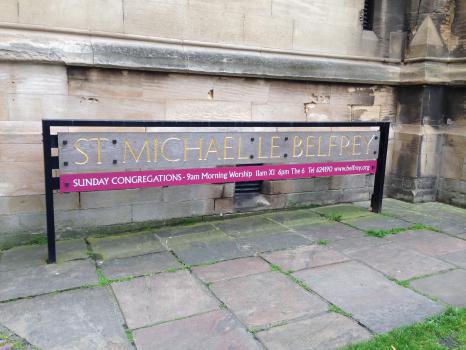 ST MICHAEL LE BELFREY
SUNDAY CONGREGATIONS - 9am Morning Worship 11am XI 6pm The 6 Tel 624190 www.belfrey.org